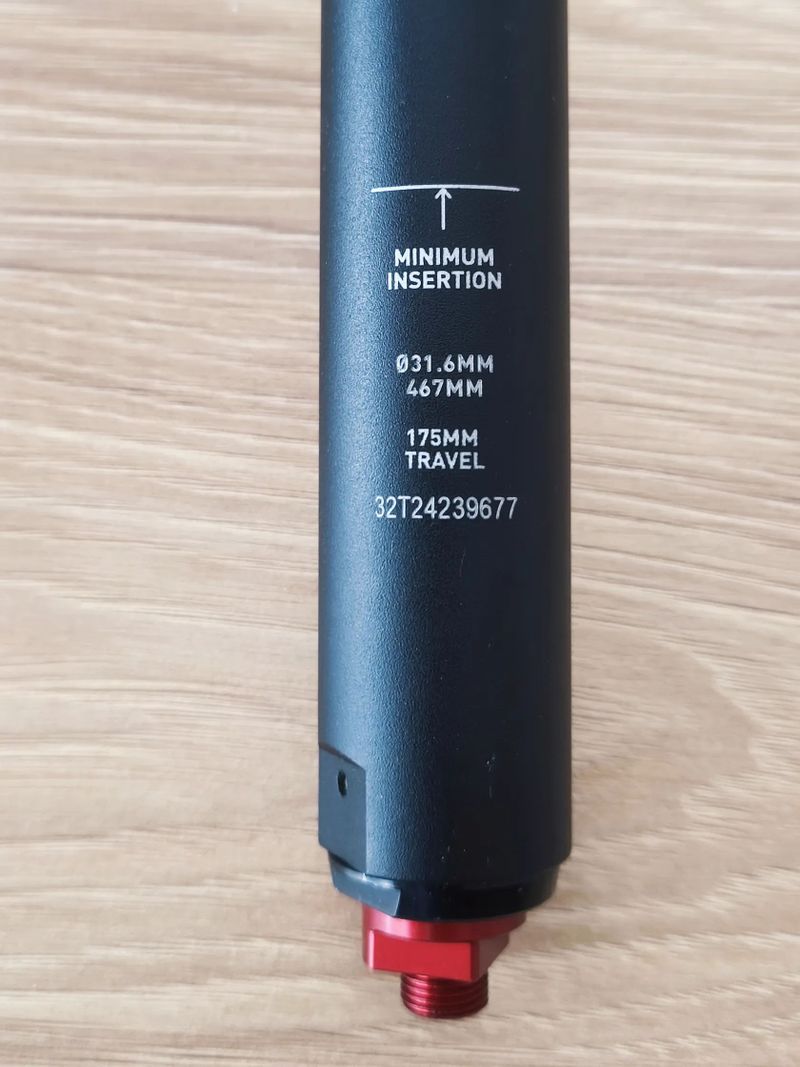 MINIMUM
INSERTION
Ø31.6MM
467MM
175MM
TRAVEL
32T24239677